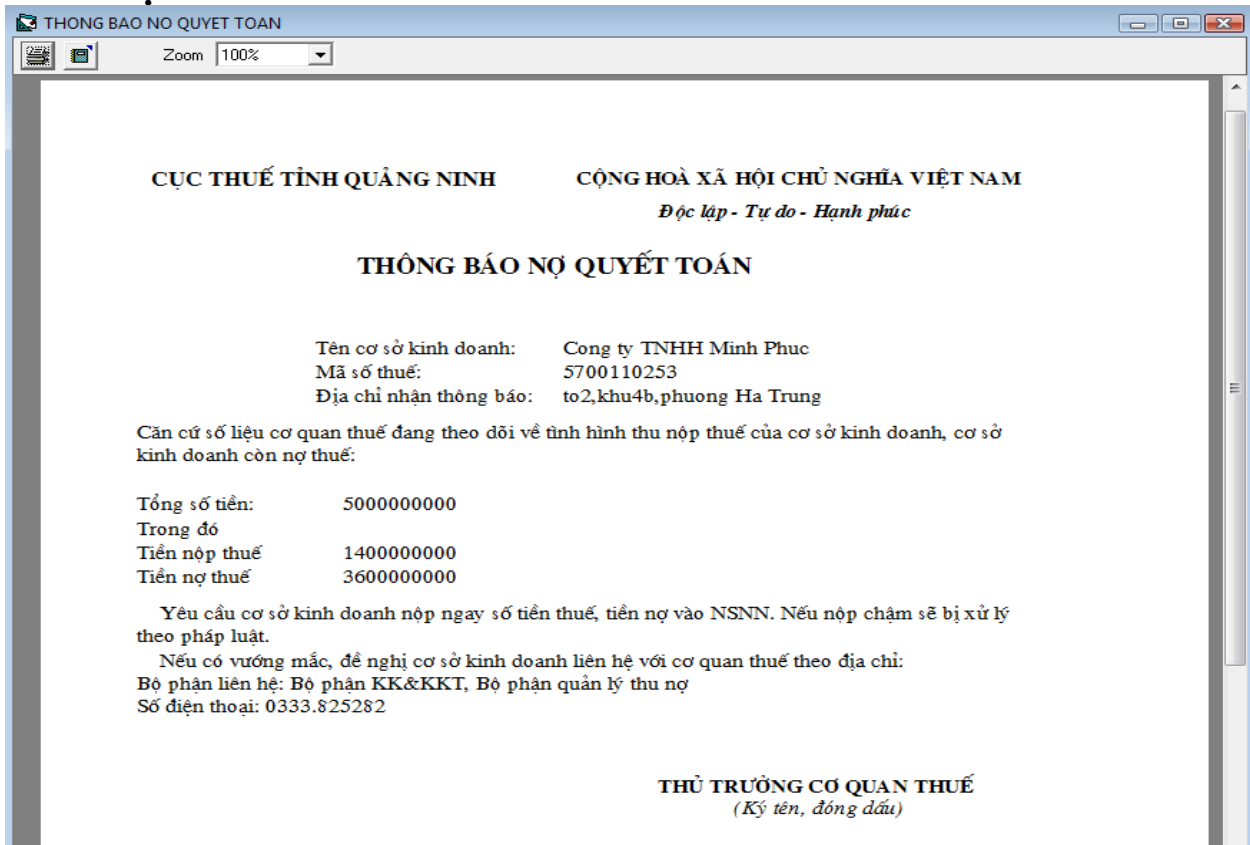 THONG BAO NO QUYET TOAN
Zoom 100%
CỤC THUẾ TỈNH QUẢNG NINH
CỘNG HOÀ XÃ HỘI CHỦ NGHĨA VIỆT NAM
Độc lập - Tự do - Hạnh phúc
THÔNG BÁO NỢ QUYẾT TOÁN
Tên cơ sở kinh doanh: Cong ty TNHH Minh Phuc
Mã số thuế: 5700110253
Địa chỉ nhận thông báo: to2,khu4b,phuong Ha Trung
Căn cứ số liệu cơ quan thuế đang theo dõi về tình hình thu nộp thuế của cơ sở kinh doanh, cơ sở
kinh doanh còn nợ thuế:
Tổng số tiền: 5000000000
Trong đó
Tiền nộp thuế 1400000000
Tiền nợ thuế 3600000000
Yêu cầu cơ sở kinh doanh nộp ngay số tiền thuế, tiền nợ vào NSNN. Nếu nộp chậm sẽ bị xử lý
theo pháp luật.
Nếu có vướng mắc, đề nghị cơ sở kinh doanh liên hệ với cơ quan thuế theo địa chỉ:
Bộ phận liên hệ: Bộ phận KK&KKT, Bộ phận quản lý thu nợ
Số điện thoại: 0333.825282
THỦ TRƯỞNG CƠ QUAN THUẾ
(Ký tên, đóng dấu)